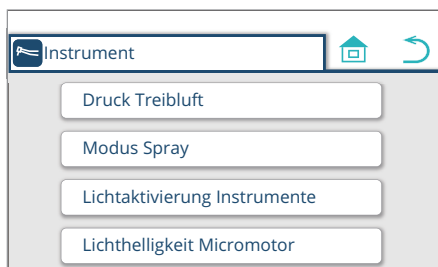 Instrument
Druck Treibluft
Modus Spray
Lichtaktivierung Instrumente
Lichthelligkeit Micromotor